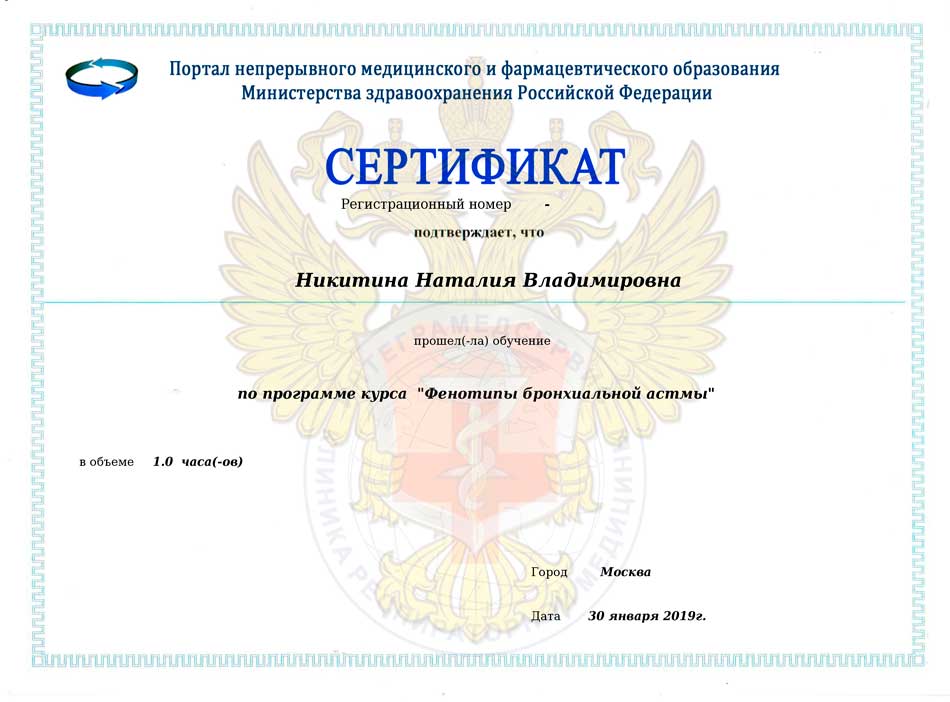 Портал непрерывного медицинского и фармацевтического образования
Министерства здравоохранения Российской Федерации
СЕРТИФИКАТ
Регистрационный номер -
подтверждает, что
Никитина Наталия Владимировна
прошел(-ла) обучение
по программе курса "Фенотипы бронхиальной астмы"
в объеме 1.0 часа(-ов)
Город Москва
Дата 30 января 2019г.